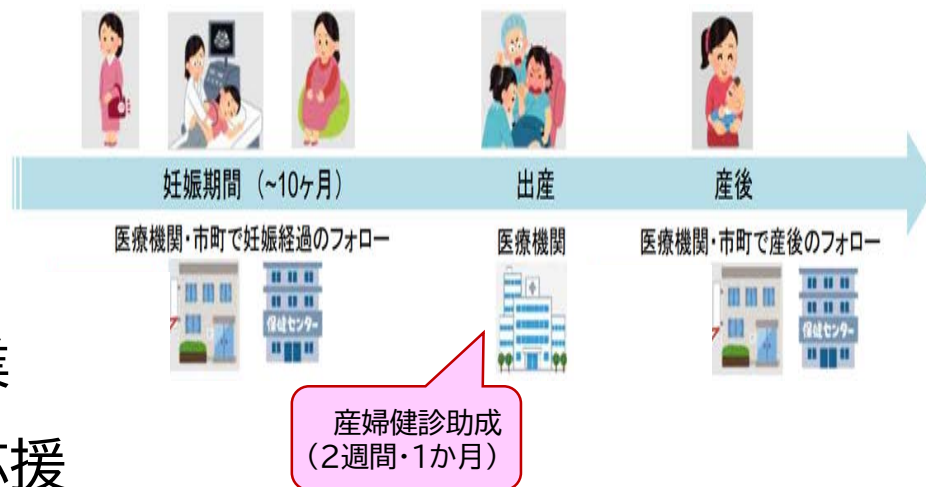 妊娠期間（~10ヶ月）
出産
産後
医療機関・市町で妊娠経過のフォロー
医療機関
医療機関・市町で産後のフォロー
保健センター
保健センター
産婦健診助成
（2週間・1か月）
業
応援